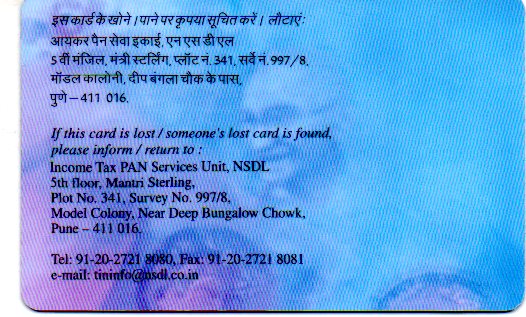 इस कार्ड के खोने / पाने पर कृपया सूचित करें / लौटाएं :
आयकर पैन सेवा इकाई, एन एस डी एल
5 वीं मंजिल, मंत्री स्टर्लिंग, प्लॉट नं. 341, सर्वे नं. 997/8,
मॉडल कालोनी, दीप बंगला चौक के पास,
पुणे – 411 016.
If this card is lost / someone's lost card is found,
please inform / return to :
Income Tax PAN Services Unit, NSDL
5th floor, Mantri Sterling,
Plot No. 341, Survey No. 997/8,
Model Colony, Near Deep Bungalow Chowk,
Pune – 411 016.
Tel: 91-20-2721 8080, Fax: 91-20-2721 8081
e-mail: tininfo@nsdl.co.in